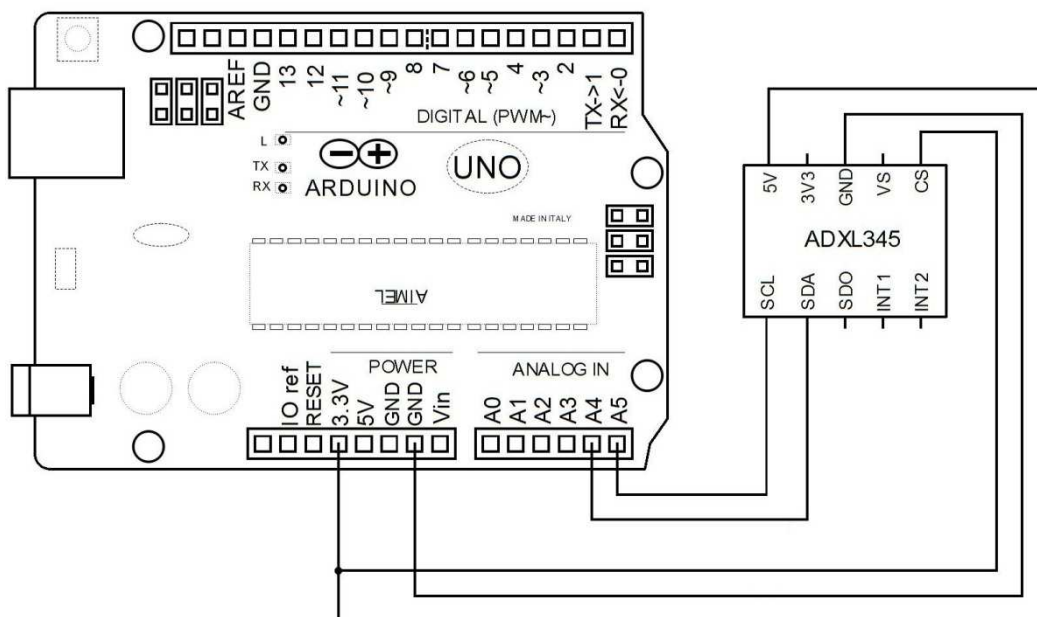 AREF
GND
13
12
~11
~10
~9
8
7
~6
~5
4
~3
2
TX->1
RX<-0
DIGITAL (PWM~)
L
TX
RX
ARDUINO
UNO
MADE IN ITALY
AIMEL
POWER
ANALOG IN
IO ref
RESET
3.3V
5V
GND
GND
Vin
A0
A1
A2
A3
A4
A5
5V
3V3
GND
VS
CS
ADXL345
SCL
SDA
SDO
INT1
INT2